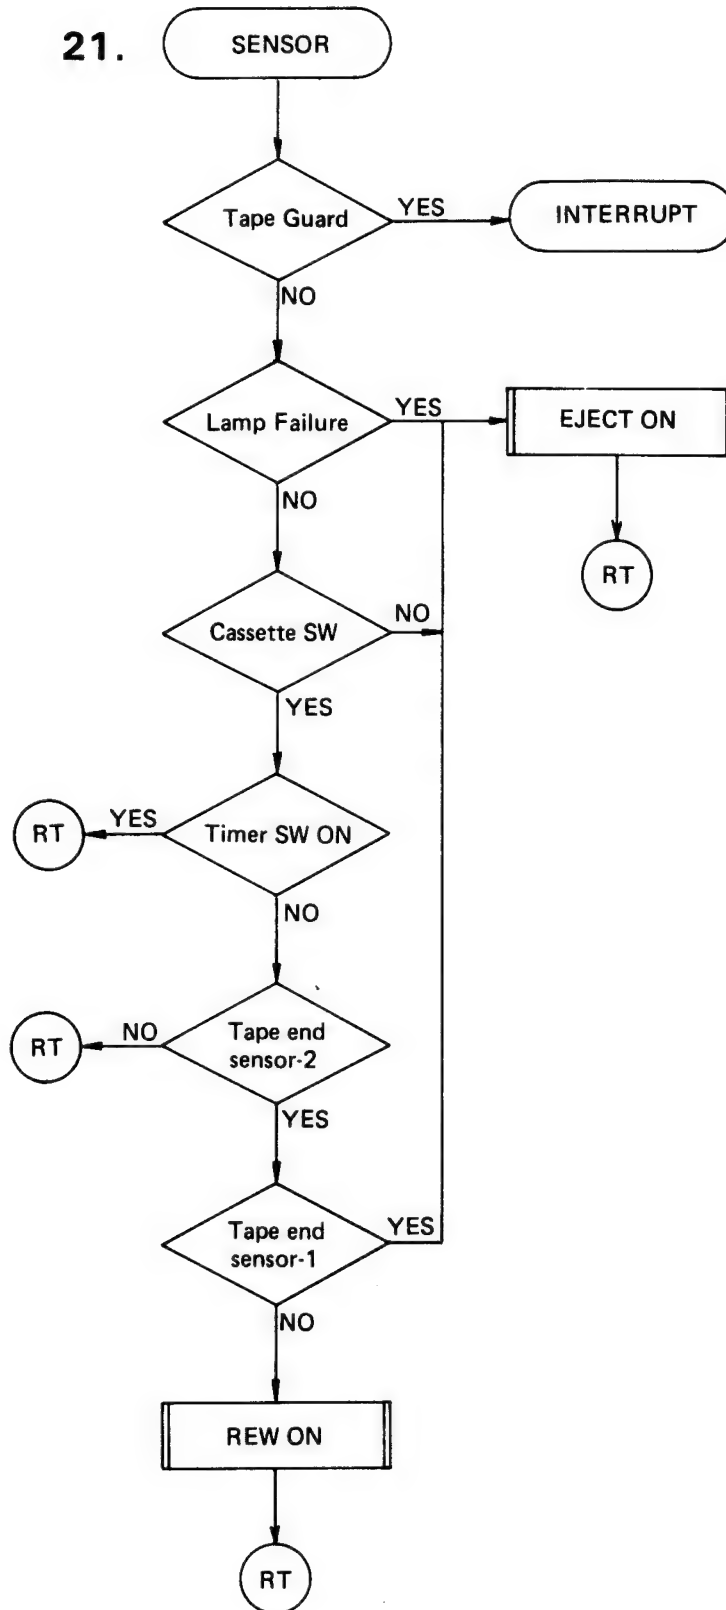 21.
SENSOR
Tape Guard
YES
INTERRUPT
NO
Lamp Failure
YES
EJECT ON
NO
RT
Cassette SW
NO
YES
Timer SW ON
YES
RT
NO
Tape end
sensor-2
NO
RT
YES
Tape end
sensor-1
YES
NO
REW ON
RT